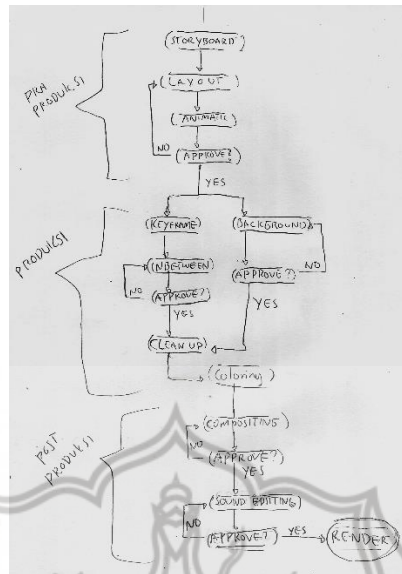 PRA
PRODUKSI
(STORYBOARD)
(LAYOUT)
(ANIMATIC)
NO
(APPROVE?)
YES
PRODUKSI
(KEYFRAME)
(BACKGROUND)
(INBETWEEN)
NO
(APPROVE?)
(APPROVE?)
NO
YES
YES
(CLEAN UP)
(Coloring)
POST
PRODUKSI
(COMPOSITING)
NO
(APPROVE?)
YES
(SOUND EDITING)
NO
(APPROVE?)
YES
(RENDER)